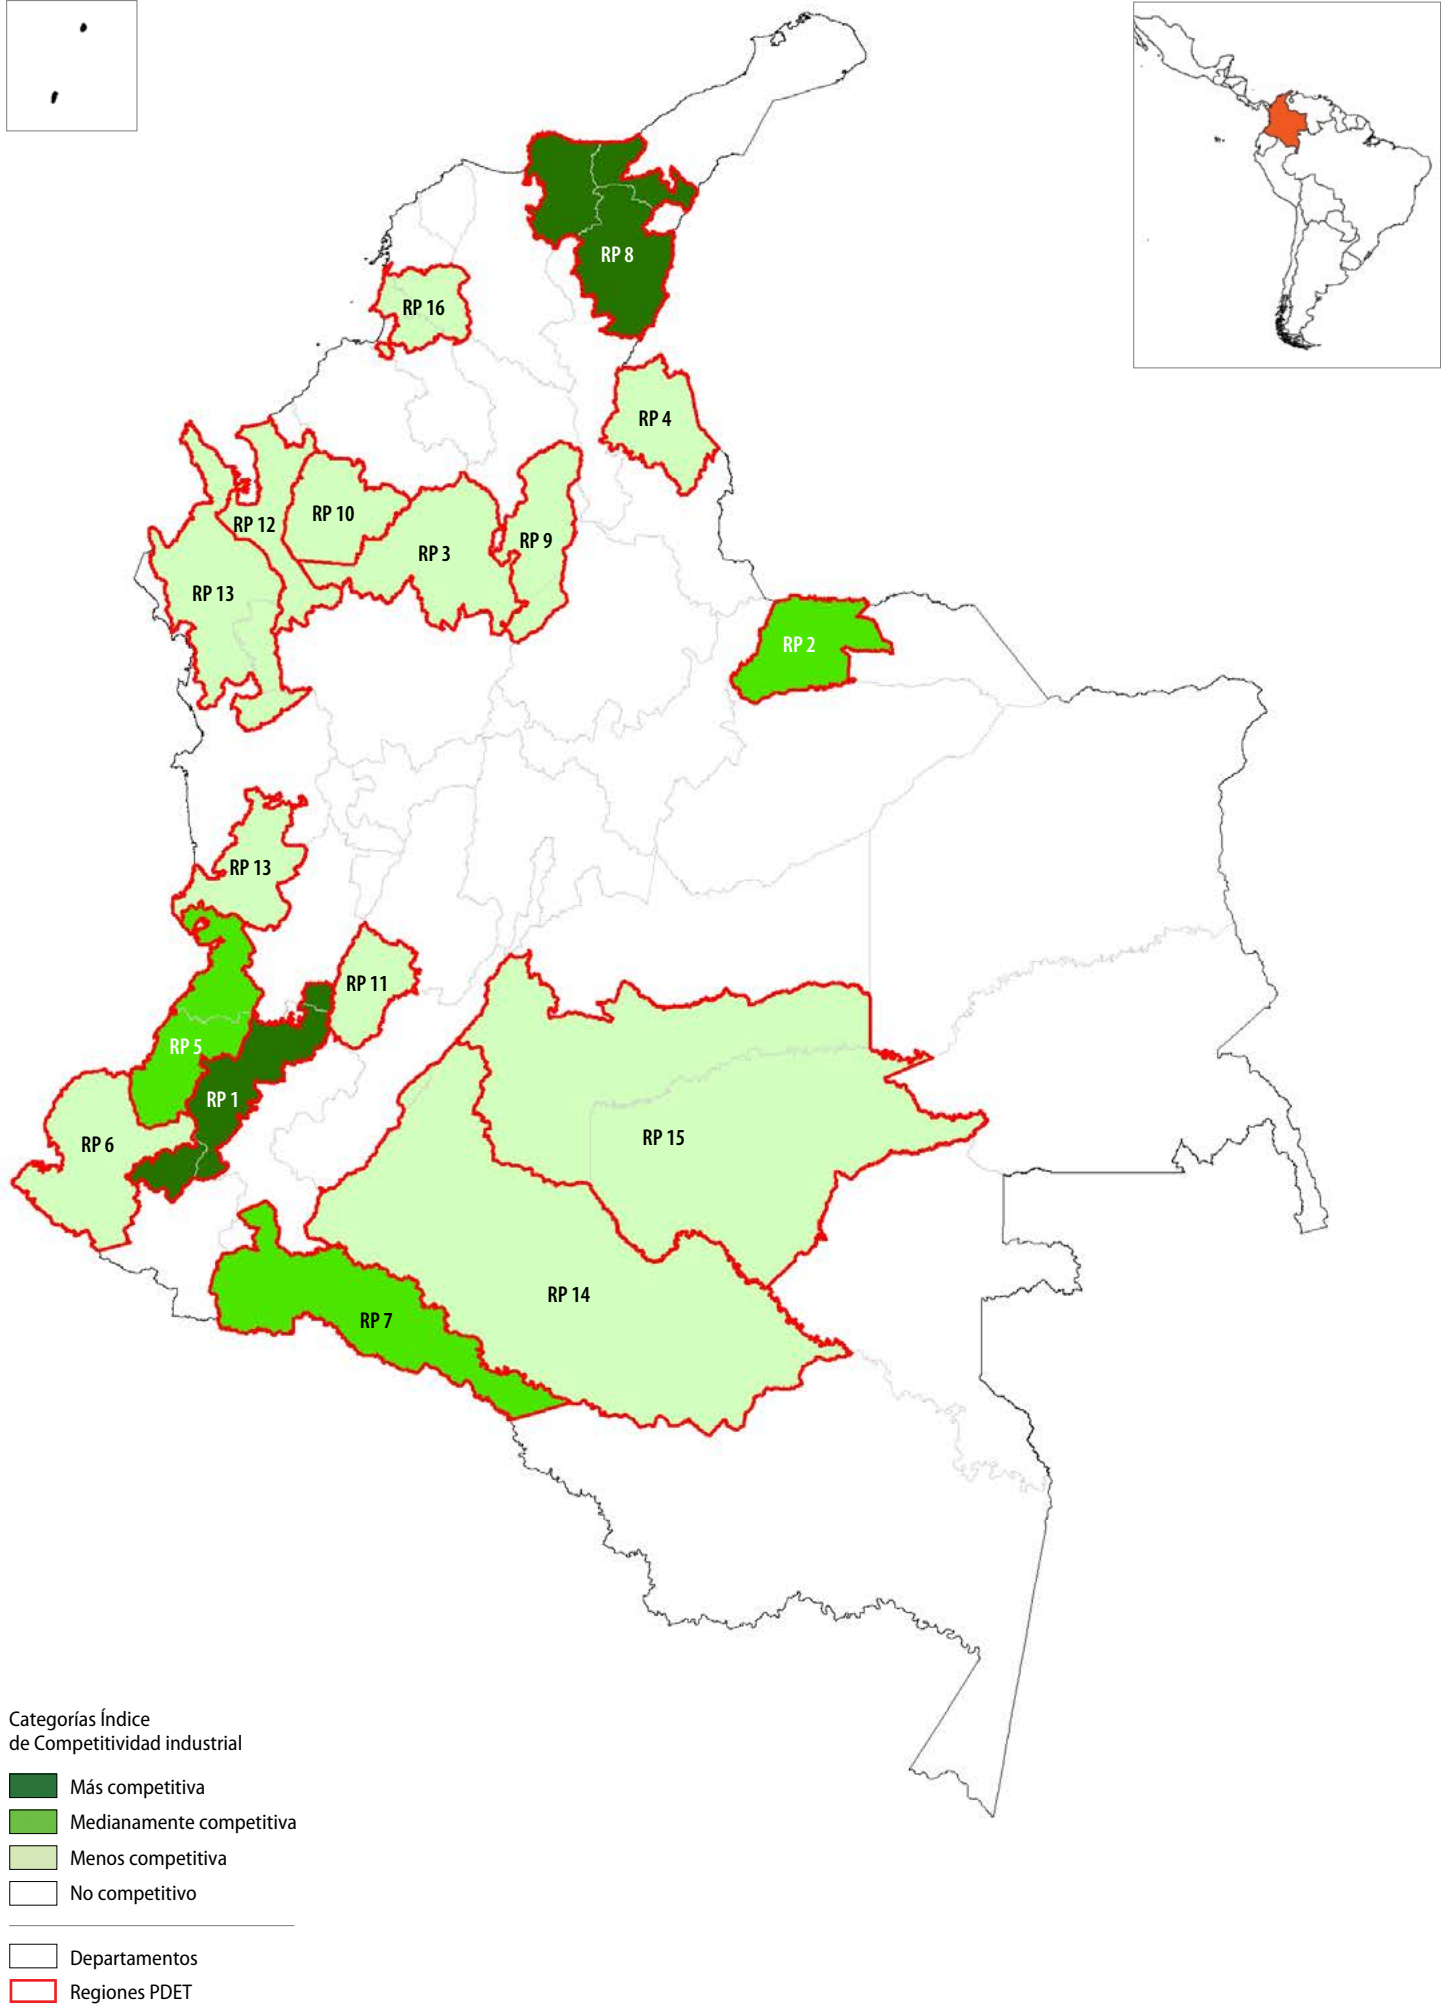 RP 8
RP 16
RP 4
RP 10
RP 12
RP 9
RP 3
RP 13
RP 2
RP 13
RP 11
RP 5
RP 1
RP 15
RP 6
RP 14
RP 7
Categorías Índice
de Competitividad industrial
Más competitiva
Medianamente competitiva
Menos competitiva
No competitivo
Departamentos
Regiones PDET